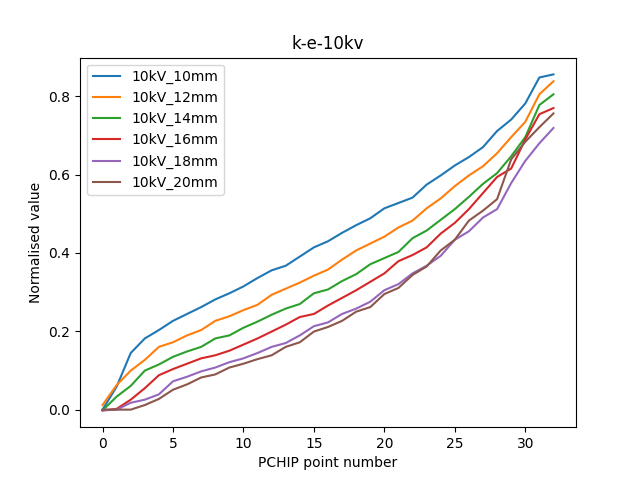 k-e-10kv
10kV_10mm
10kV_12mm
10kV_14mm
10kV_16mm
10kV_18mm
10kV_20mm
Normalised value
0.8
0.6
0.4
0.2
0.0
0 5 10 15 20 25 30
PCHIP point number